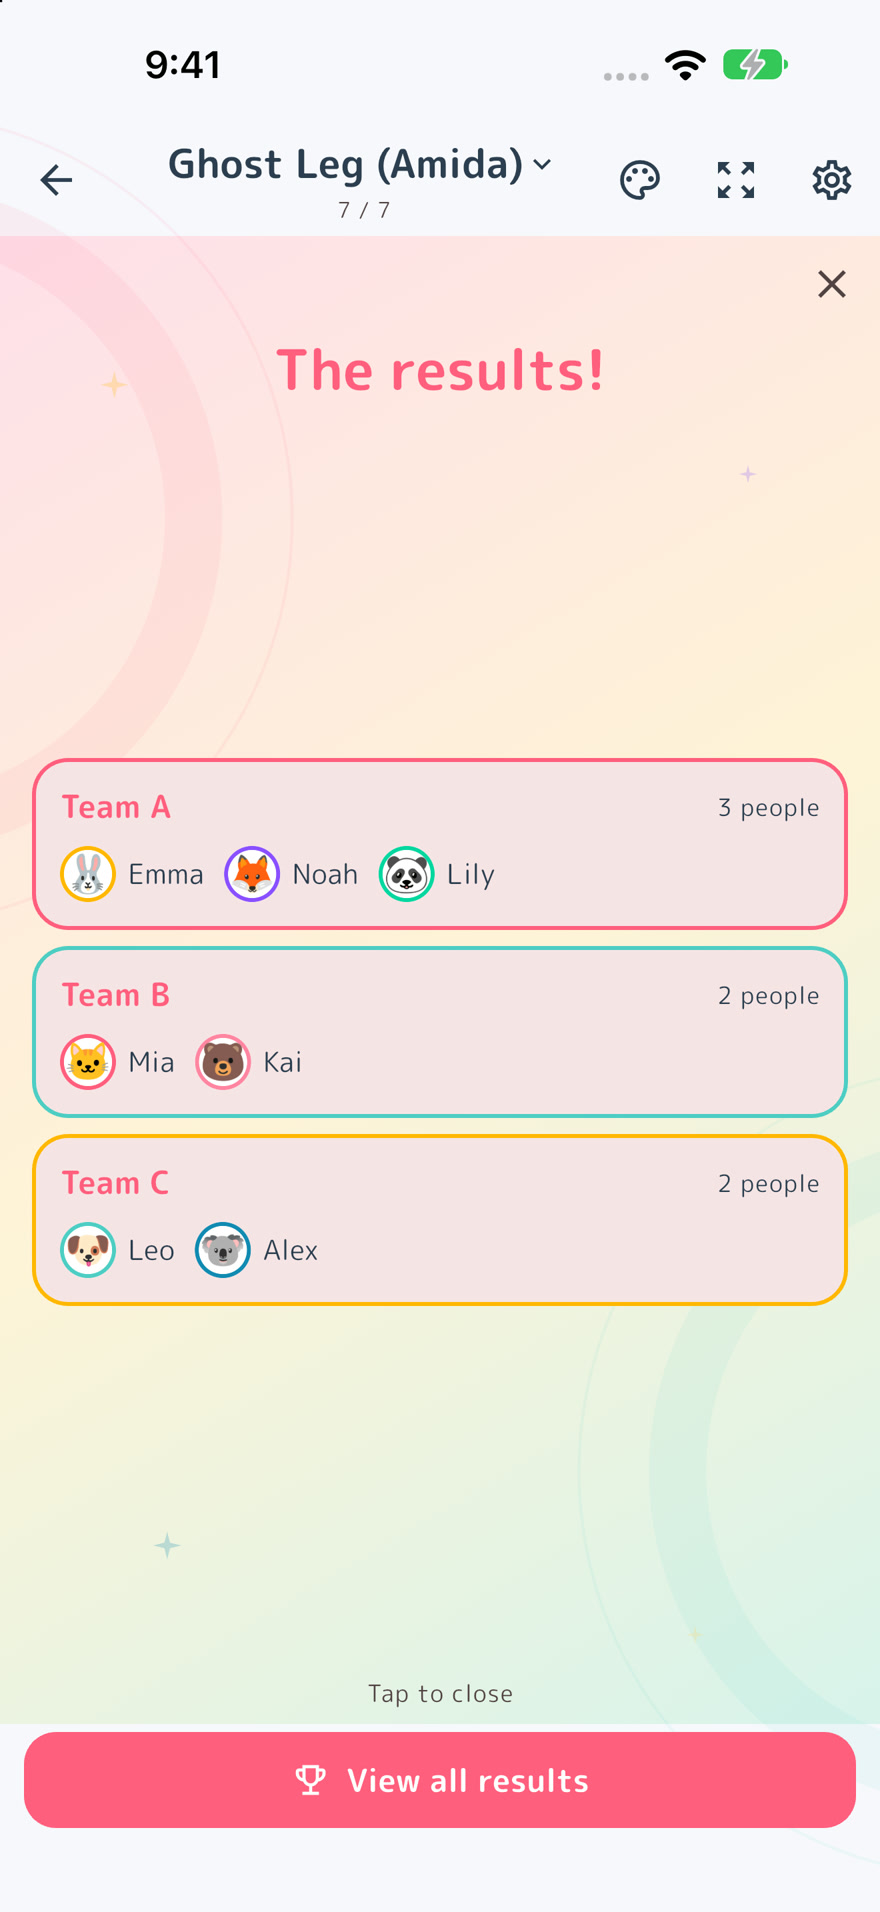 9:41
Ghost Leg (Amida)
7 / 7
The results!
Team A
3 people
Emma Noah Lily
Team B
2 people
Mia Kai
Team C
2 people
Leo Alex
Tap to close
View all results